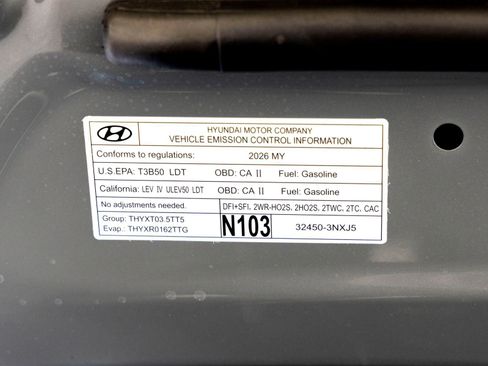 HYUNDAI MOTOR COMPANY
VEHICLE EMISSION CONTROL INFORMATION
Conforms to regulations: 2026 MY
U.S.EPA: T3B50 LDT OBD: CA II Fuel: Gasoline
California: LEV IV ULEV50 LDT OBD: CA II Fuel: Gasoline
No adjustments needed. DFI+SFI. 2WR-HO2S. 2HO2S. 2TWC. 2TC. CAC
Group: THYXT03.5TT5
Evap.: THYXR0162TTG
N103 32450-3NXJ5